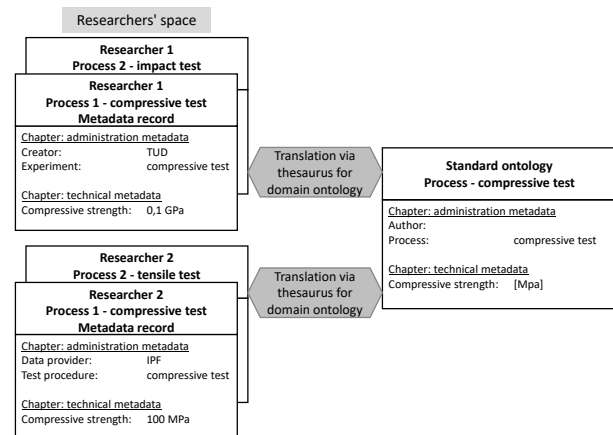 Researchers' space
Researcher 1
Process 2 - impact test
Researcher 1
Process 1 - compressive test
Metadata record
Chapter: administration metadata
Creator: TUD
Experiment: compressive test
Chapter: technical metadata
Compressive strength: 0,1 GPa
Translation via
thesaurus for
domain ontology
Standard ontology
Process - compressive test
Chapter: administration metadata
Author:
Process: compressive test
Chapter: technical metadata
Compressive strength: [Mpa]
Researcher 2
Process 2 - tensile test
Researcher 2
Process 1 - compressive test
Metadata record
Chapter: administration metadata
Data provider: IPF
Test procedure: compressive test
Chapter: technical metadata
Compressive strength: 100 MPa
Translation via
thesaurus for
domain ontology